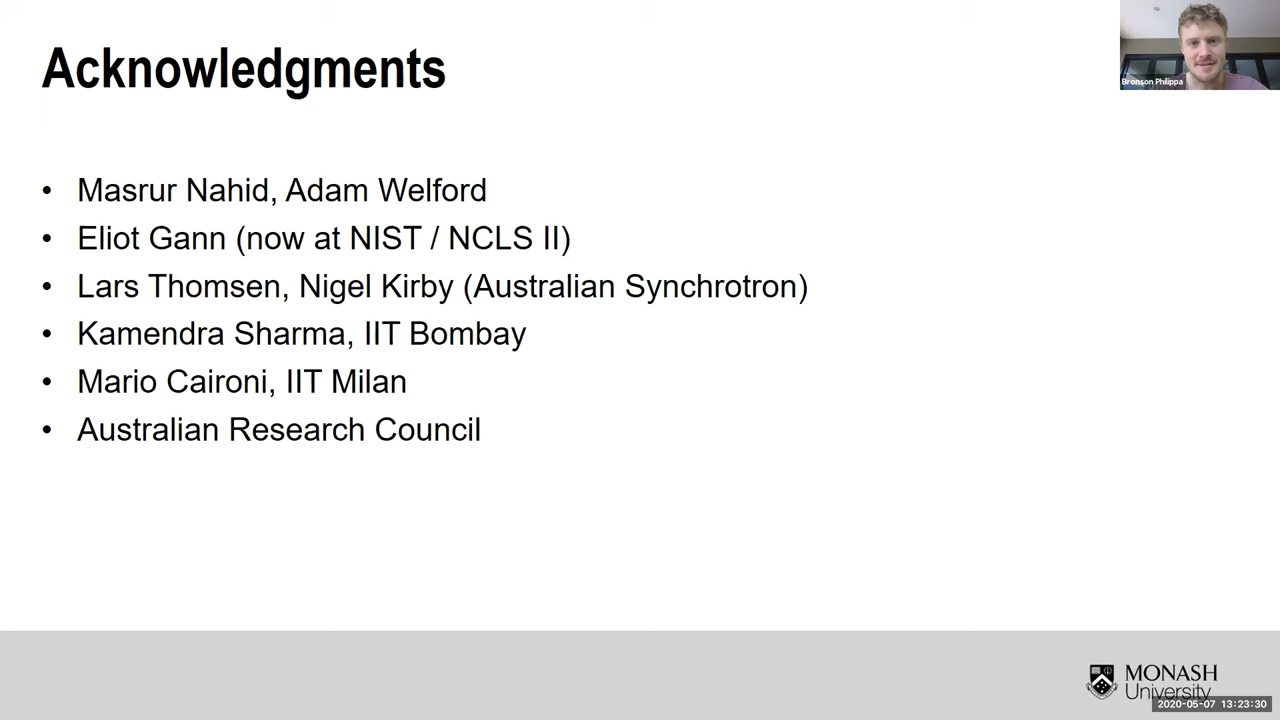 Acknowledgments
Bronson Philippa
• Masrur Nahid, Adam Welford
• Eliot Gann (now at NIST / NCLS II)
• Lars Thomsen, Nigel Kirby (Australian Synchrotron)
• Kamendra Sharma, IIT Bombay
• Mario Caironi, IIT Milan
• Australian Research Council
MONASH
University
2020-05-07 13:23:30